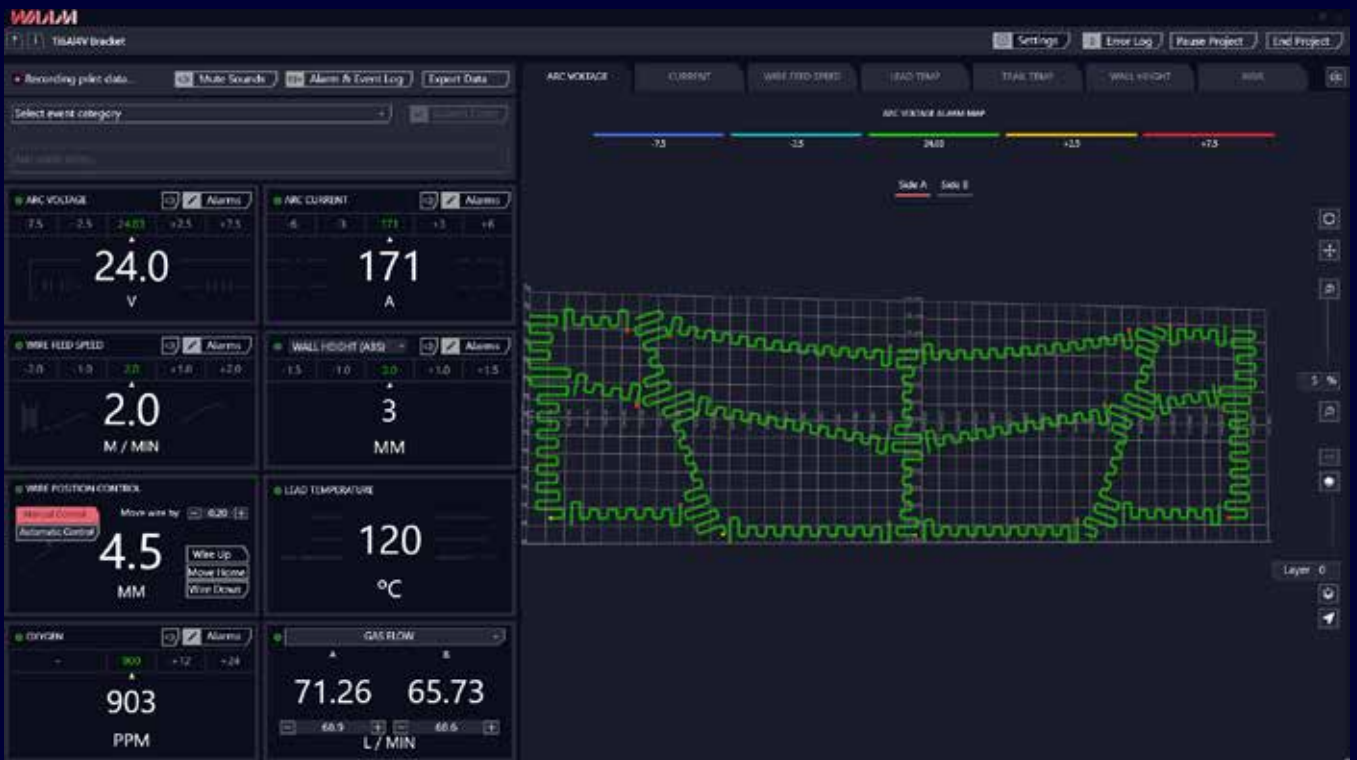 WAAM
Ti6Al4V Bracket
Settings
Error Log
Pause Project
End Project
Recording print data...
Mute Sounds
Alarm & Event Log
Export Data
Select event category
ARC VOLTAGE
CURRENT
WIRE FEED SPEED
LEAD TEMP
TRAIL TEMP
WALL HEIGHT
ARC VOLTAGE ALARM MAP
-7.5
-2.5
24.03
+2.5
+7.5
Side A
Side B
ARC VOLTAGE
Alarms
-7.5 -2.5 24.03 +2.5 +7.5
24.0
V
ARC CURRENT
Alarms
-6 -3 171 +3 +6
171
A
WIRE FEED SPEED
Alarms
-2.0 -1.0 2.0 +1.0 +2.0
2.0
M / MIN
WALL HEIGHT (ABS)
Alarms
-1.5 -1.0 3.0 +1.0 +1.5
3
MM
WIRE POSITION CONTROL
Manual Control
Automatic Control
Move wire by - 0.20 +
4.5
MM
Wire Up
Move Home
Wire Down
LEAD TEMPERATURE
120
°C
OXYGEN
Alarms
- 900 +12 +24
903
PPM
GAS FLOW
A B
71.26 65.73
- 68.9 + - 68.6 +
L / MIN
5 %
Layer 0